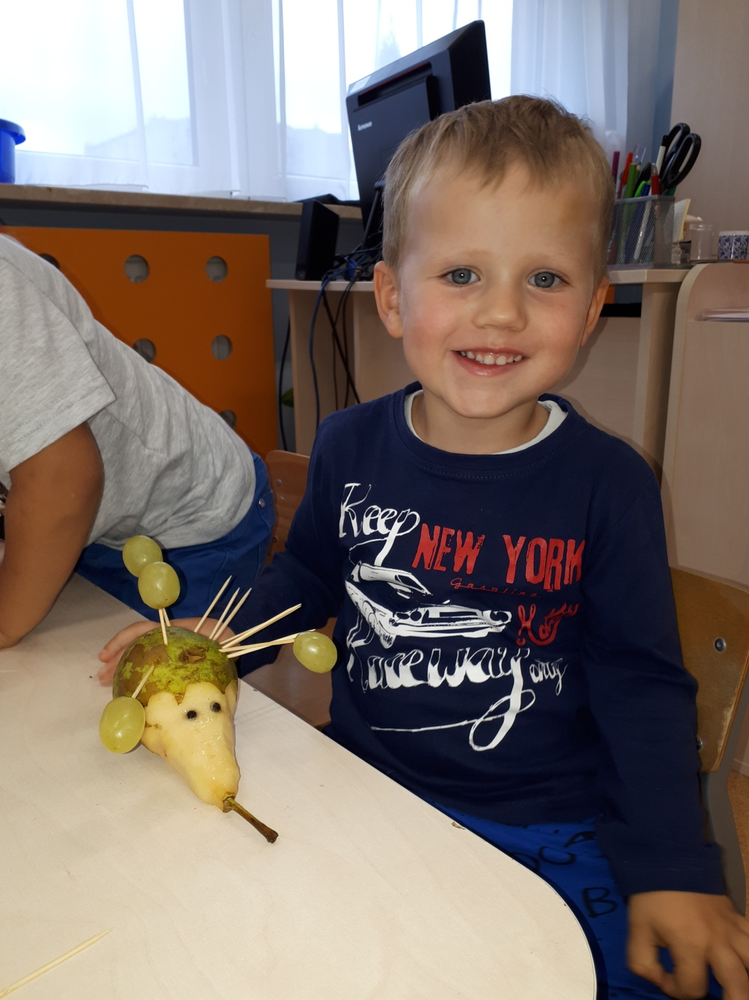 lenovo
Keep
NEW YORK
Gasoline
Hot
Raceway only
B